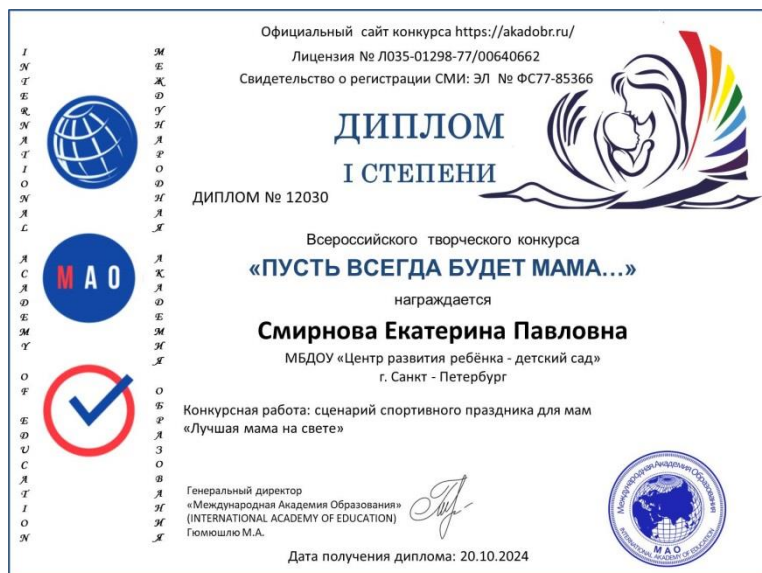 Официальный сайт конкурса https://akadobr.ru/
Лицензия № Л035-01298-77/00640662
Свидетельство о регистрации СМИ: ЭЛ № ФС77-85366
INTERNATIONAL ACADEMY OF EDUCATION
МЕЖДУНАРОДНАЯ АКАДЕМИЯ ОБРАЗОВАНИЯ
МАО
ДИПЛОМ
I СТЕПЕНИ
ДИПЛОМ № 12030
Всероссийского творческого конкурса
«ПУСТЬ ВСЕГДА БУДЕТ МАМА...»
награждается
Смирнова Екатерина Павловна
МБДОУ «Центр развития ребёнка - детский сад»
г. Санкт - Петербург
Конкурсная работа: сценарий спортивного праздника для мам
«Лучшая мама на свете»
Генеральный директор
«Международная Академия Образования»
(INTERNATIONAL ACADEMY OF EDUCATION)
Гюмюшлю М.А.
Международная Академия Образования
МАО
INTERNATIONAL ACADEMY OF EDUCATION
Дата получения диплома: 20.10.2024